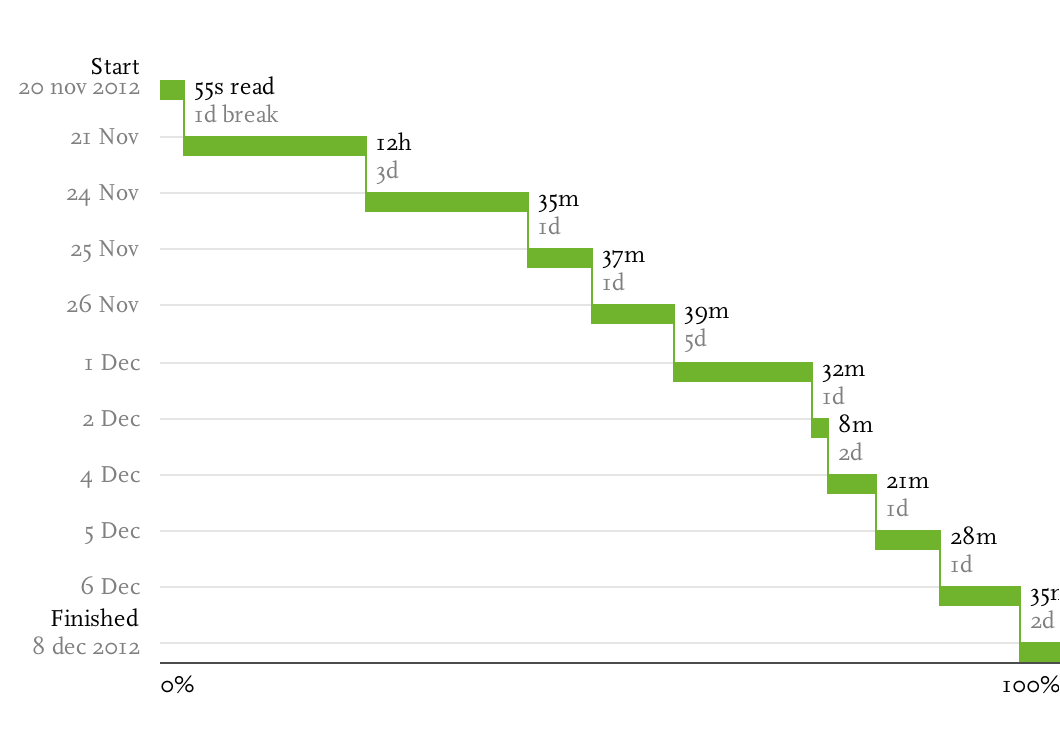 Start
20 nov 2012
55s read
1d break
21 Nov
12h
3d
24 Nov
35m
1d
25 Nov
37m
1d
26 Nov
39m
5d
1 Dec
32m
1d
2 Dec
8m
2d
4 Dec
21m
1d
5 Dec
28m
1d
6 Dec
Finished
2d
8 dec 2012
0%
100%